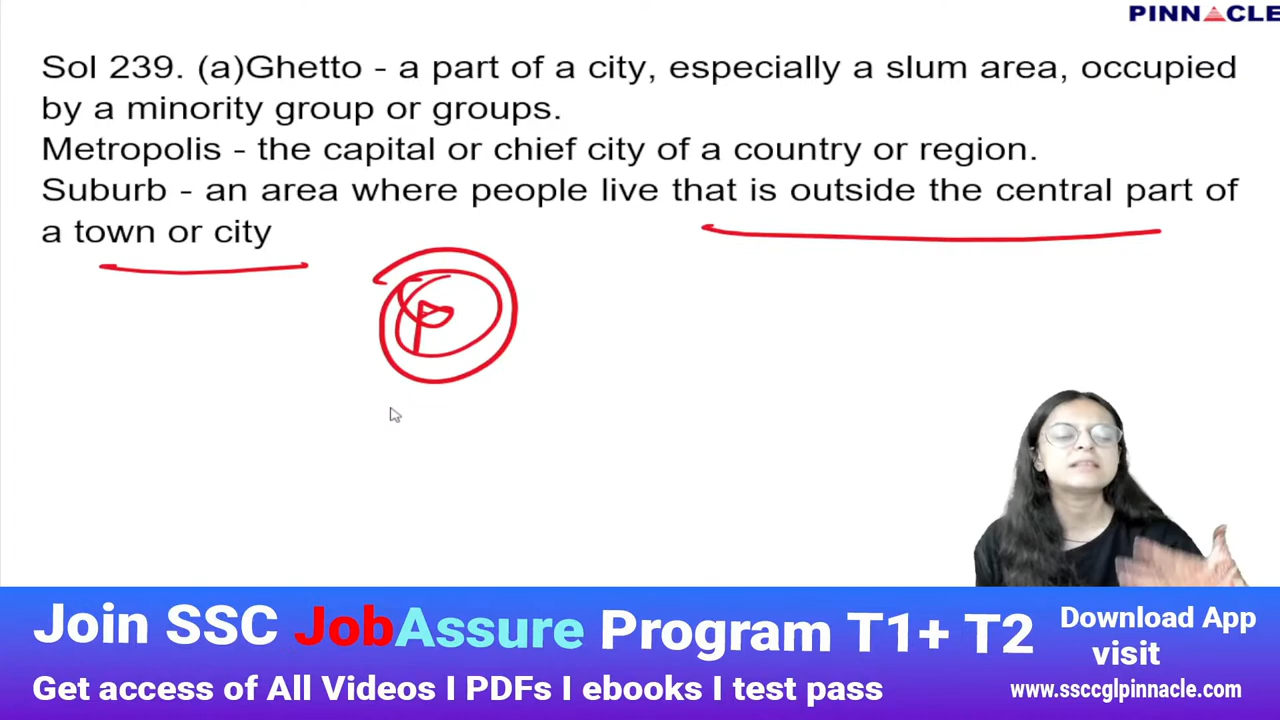 PINNACLE
Sol 239. (a)Ghetto - a part of a city, especially a slum area, occupied
by a minority group or groups.
Metropolis - the capital or chief city of a country or region.
Suburb - an area where people live that is outside the central part of
a town or city
Join SSC JobAssure Program T1+ T2
Get access of All Videos I PDFs I ebooks I test pass
Download App
visit
www.ssccglpinnacle.com